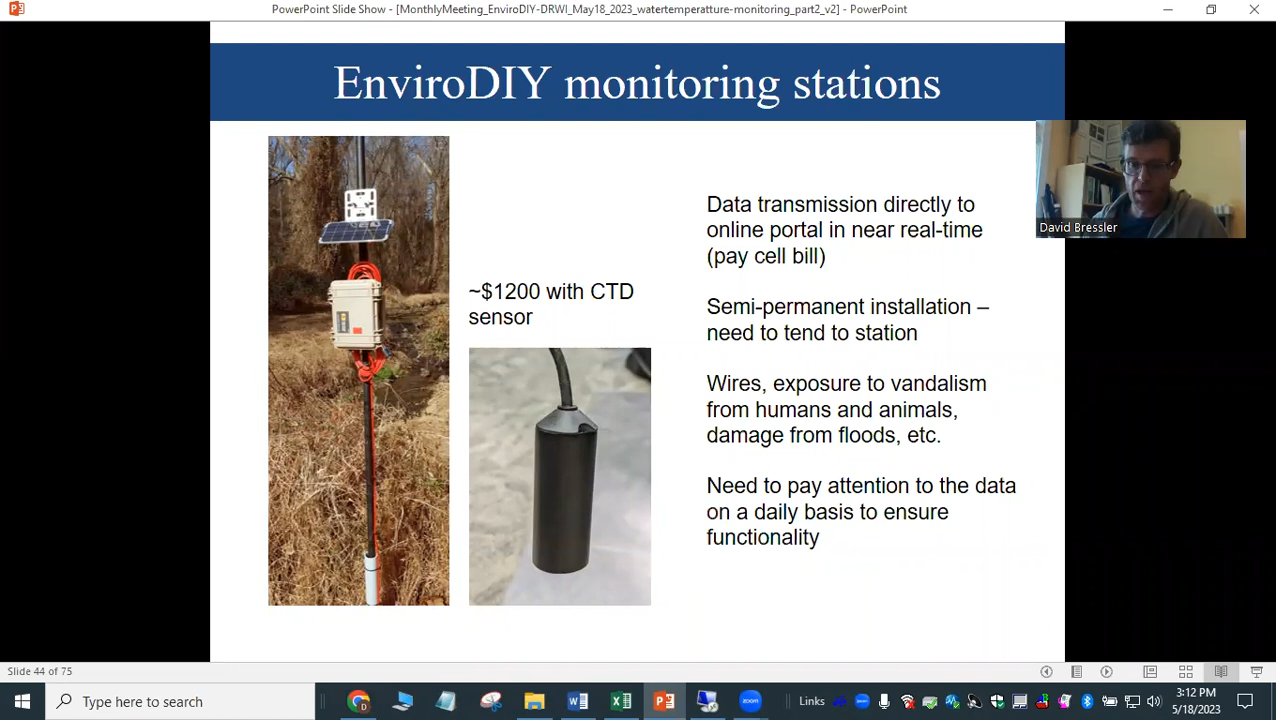 PowerPoint Slide Show - [MonthlyMeeting_EnviroDIY-DRWI_May18_2023_watertemperatture-monitoring_part2_v2] - PowerPoint
EnviroDIY monitoring stations
David Bressler
~$1200 with CTD
sensor
Data transmission directly to
online portal in near real-time
(pay cell bill)
Semi-permanent installation –
need to tend to station
Wires, exposure to vandalism
from humans and animals,
damage from floods, etc.
Need to pay attention to the data
on a daily basis to ensure
functionality
Slide 44 of 75
Type here to search
Links
3:12 PM
5/18/2023